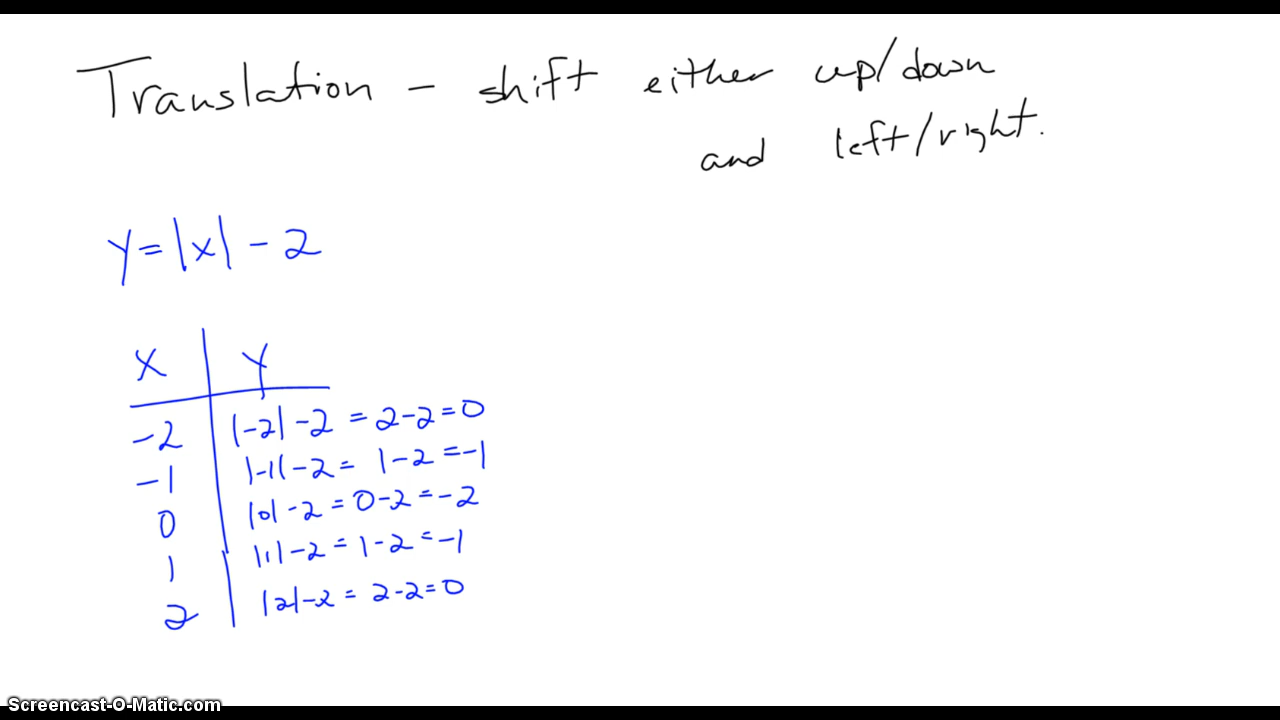 Translation – shift either up/down
and left/right.
y = |x| - 2
X Y
-2 |-2| - 2 = 2-2=0
-1 |-1| - 2 = 1-2=-1
0 |0| - 2 = 0-2=-2
1 |1| - 2 = 1-2=-1
2 |2| - 2 = 2-2=0
Screencast-O-Matic.com